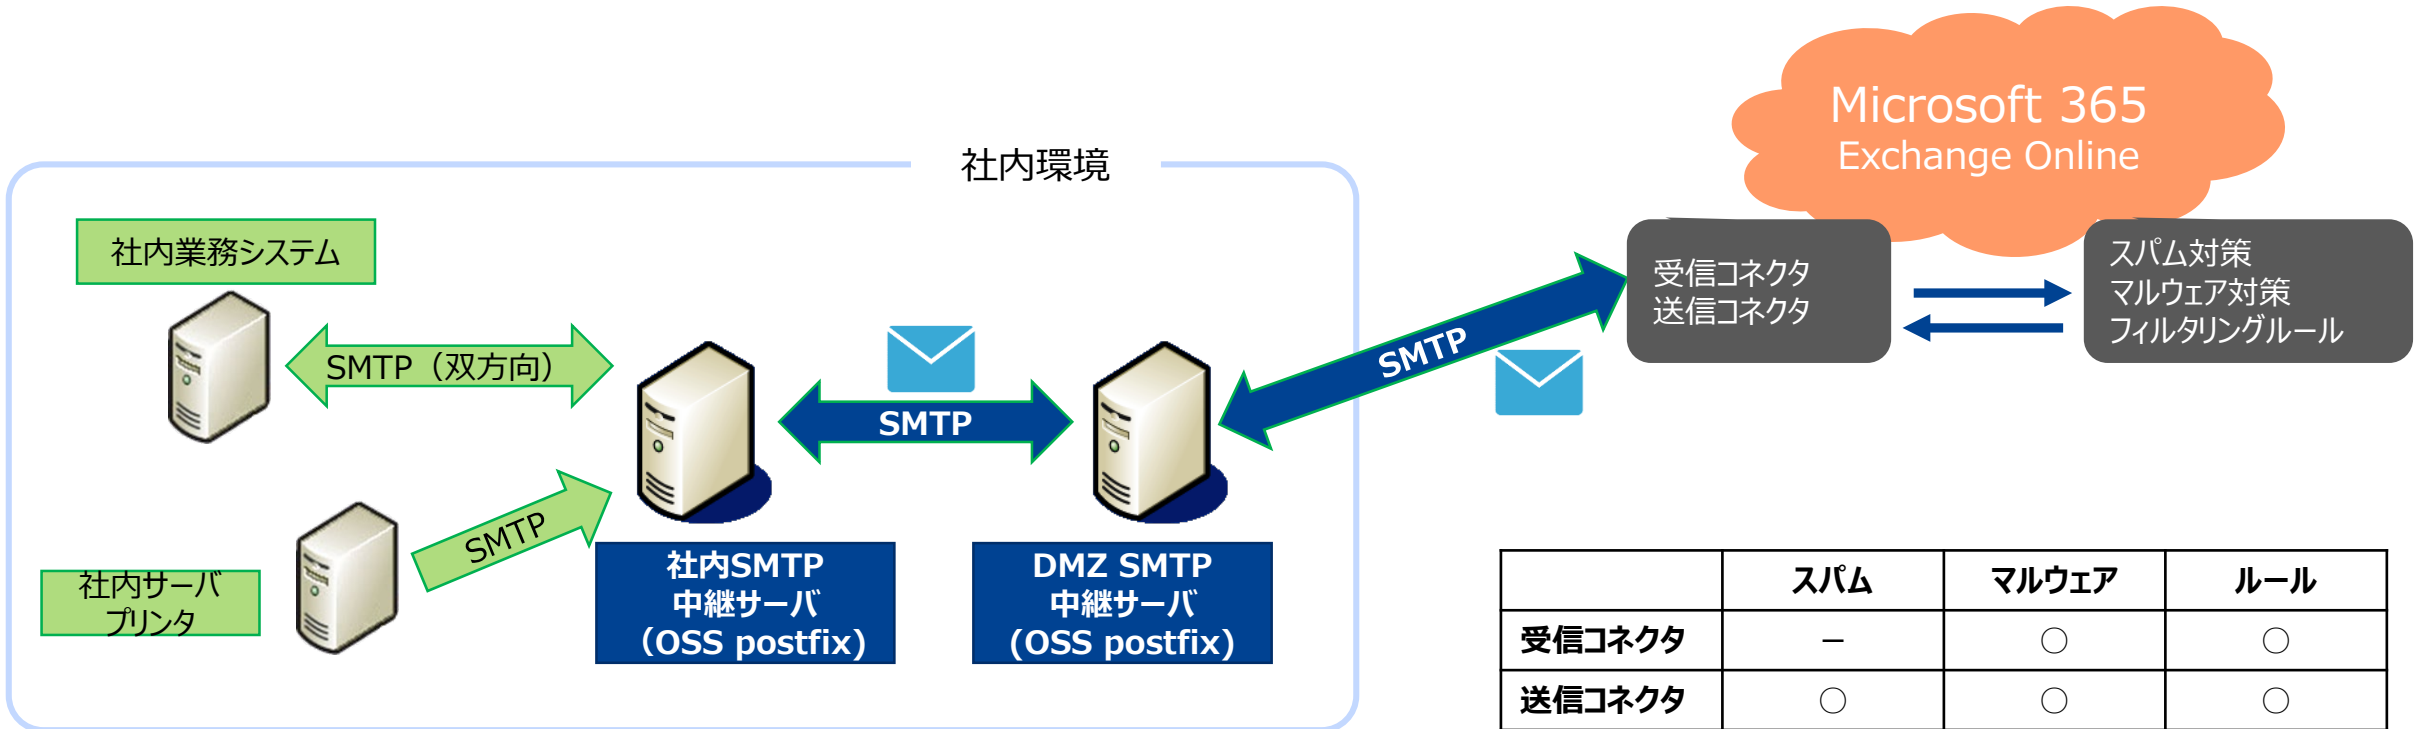 Microsoft 365
Exchange Online
社内環境
社内業務システム
受信コネクタ
送信コネクタ
スパム対策
マルウェア対策
フィルタリングルール
SMTP（双方向）
SMTP
SMTP
SMTP
社内サーバ
プリンタ
社内SMTP
中継サーバ
（OSS postfix）
DMZ SMTP
中継サーバ
（OSS postfix）
スパム マルウェア ルール
受信コネクタ － ○ ○
送信コネクタ ○ ○ ○